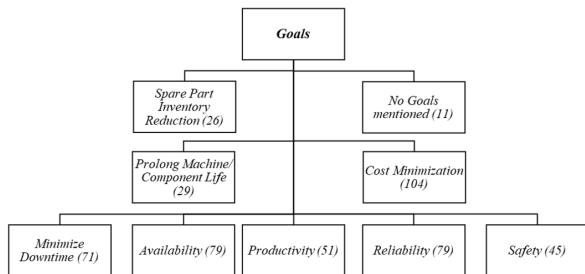 Goals
Spare Part
Inventory
Reduction (26)
No Goals
mentioned (11)
Prolong Machine/
Component Life
(29)
Cost Minimization
(104)
Minimize
Downtime (71)
Availability (79)
Productivity (51)
Reliability (79)
Safety (45)